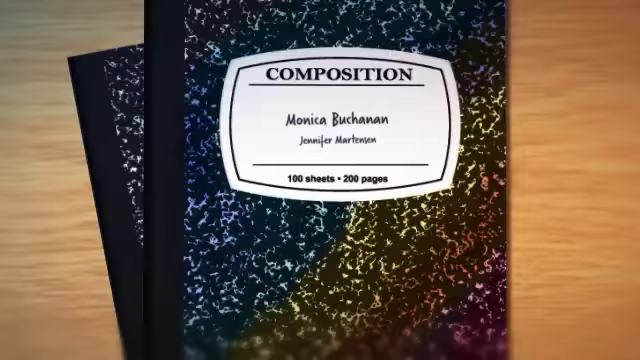 COMPOSITION
Monica Buchanan
Jennifer Martensen
100 sheets • 200 pages